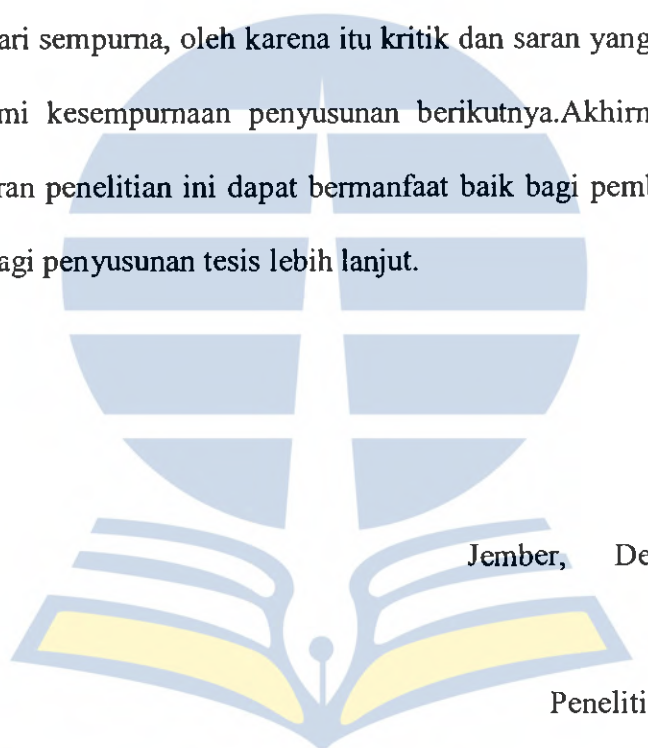 ari sempurna, oleh karena itu kritik dan saran yang
mi kesempurnaan penyusunan berikutnya.Akhirn
ran penelitian ini dapat bermanfaat baik bagi pemb
agi penyusunan tesis lebih lanjut.
Jember, De
Peneliti